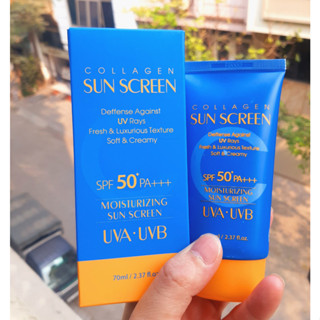 COLLAGEN
SUN SCREEN
Deffense Against
UV Rays
Fresh & Luxurious Texture
Soft & Creamy
SPF 50+ PA+++
MOISTURIZING
SUN SCREEN
UVA·UVB
70ml / 2.37 fl.oz
COLLAGEN
SUN SCREEN
Deffense Against
UV Rays
Fresh & Luxurious Texture
Soft & Creamy
SPF 50+ PA+++
MOISTURIZING
SUN SCREEN
UVA·UVB
/ 2.37 fl.oz